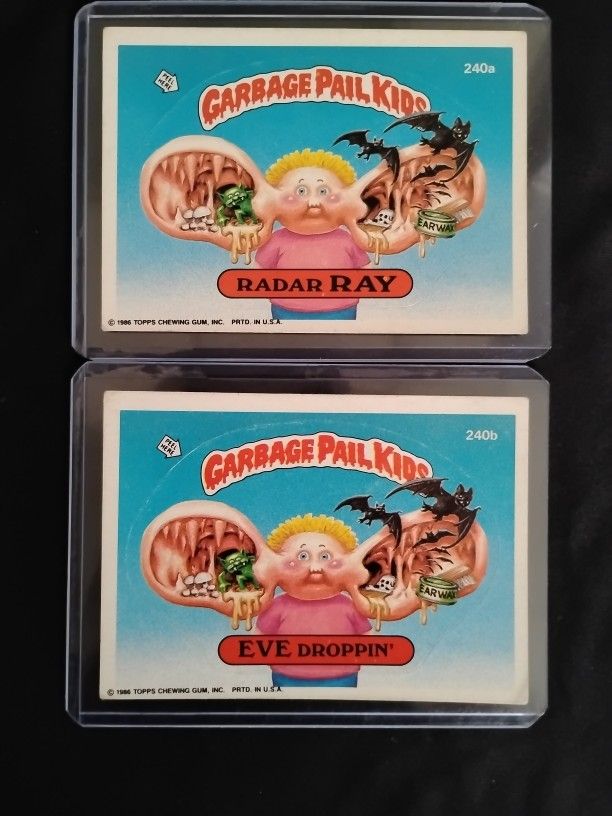 240a
PEEL HERE
GARBAGE PAIL KIDS
EARWAX
RADAR RAY
© 1986 TOPPS CHEWING GUM, INC. PRTD. IN U.S.A.
240b
PEEL HERE
GARBAGE PAIL KIDS
EARWAX
EVE DROPPIN'
© 1986 TOPPS CHEWING GUM, INC. PRTD. IN U.S.A.